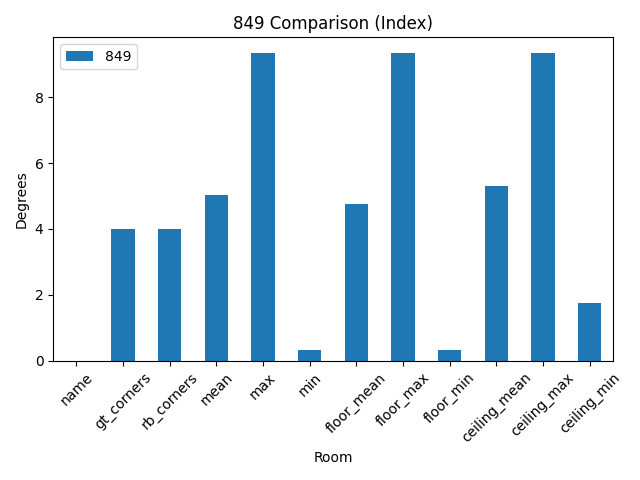 849 Comparison (Index)
849
Degrees
8
6
4
2
0
name
gt_corners
rb_corners
mean
max
min
floor_mean
floor_max
floor_min
ceiling_mean
ceiling_max
ceiling_min
Room